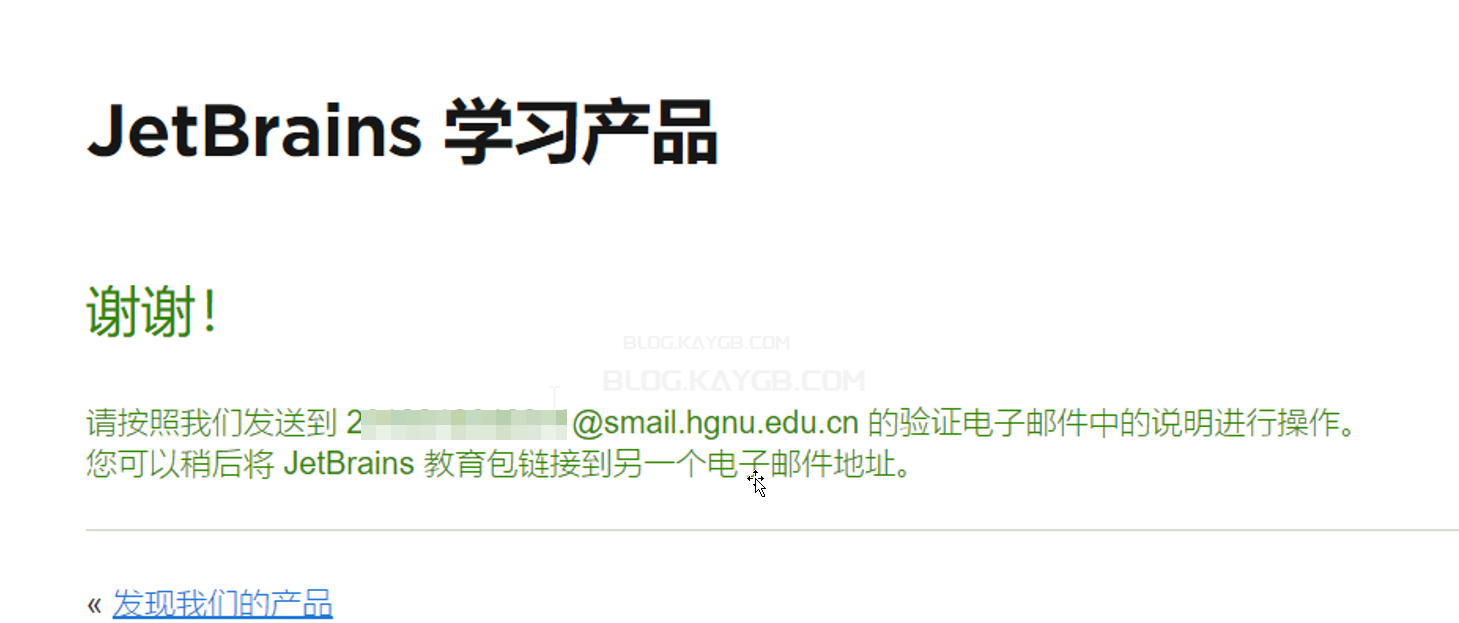 JetBrains 学习产品
谢谢！
BLOG.KAYGB.COM
BLOG.KAYGB.COM
请按照我们发送到 2 @smail.hgnu.edu.cn 的验证电子邮件中的说明进行操作。
您可以稍后将 JetBrains 教育包链接到另一个电子邮件地址。
« 发现我们的产品